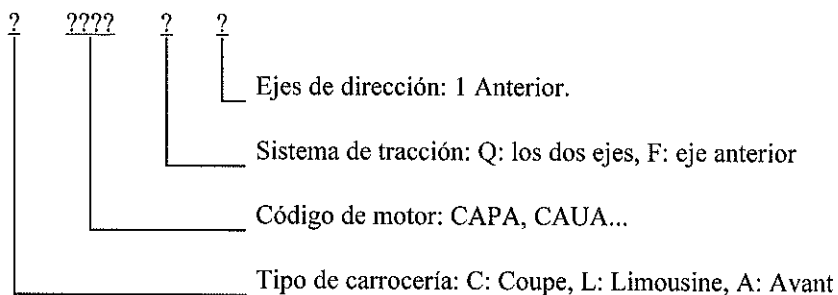 ? ???? ? ?
Ejes de dirección: 1 Anterior.
Sistema de tracción: Q: los dos ejes, F: eje anterior
Código de motor: CAPA, CAUA...
Tipo de carrocería: C: Coupe, L: Limousine, A: Avant